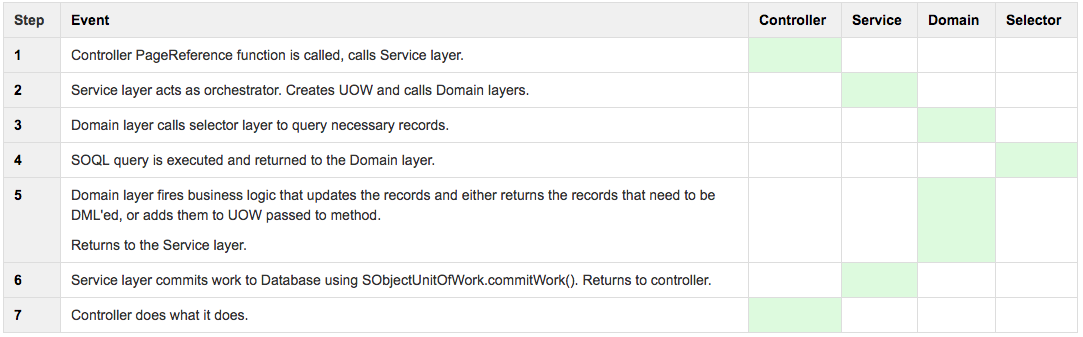 Step Event Controller Service Domain Selector
1 Controller PageReference function is called, calls Service layer.
2 Service layer acts as orchestrator. Creates UOW and calls Domain layers.
3 Domain layer calls selector layer to query necessary records.
4 SOQL query is executed and returned to the Domain layer.
5 Domain layer fires business logic that updates the records and either returns the records that need to be
DML'ed, or adds them to UOW passed to method.
Returns to the Service layer.
6 Service layer commits work to Database using SObjectUnitOfWork.commitWork(). Returns to controller.
7 Controller does what it does.